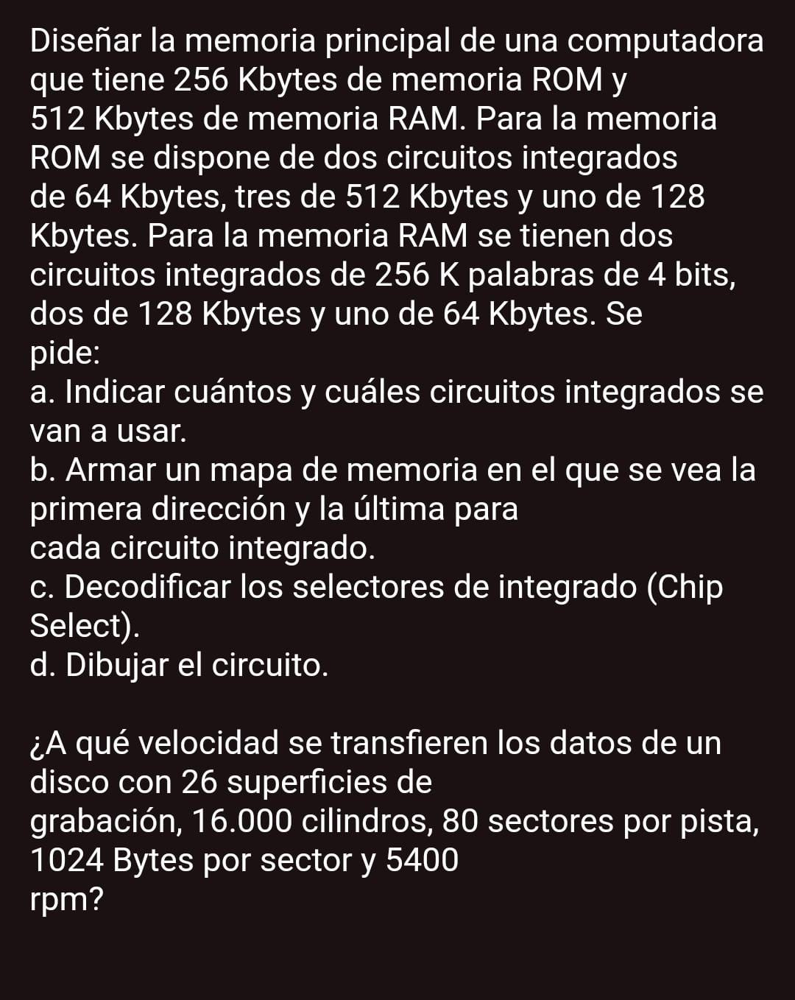 Diseñar la memoria principal de una computadora
que tiene 256 Kbytes de memoria ROM y
512 Kbytes de memoria RAM. Para la memoria
ROM se dispone de dos circuitos integrados
de 64 Kbytes, tres de 512 Kbytes y uno de 128
Kbytes. Para la memoria RAM se tienen dos
circuitos integrados de 256 K palabras de 4 bits,
dos de 128 Kbytes y uno de 64 Kbytes. Se
pide:
a. Indicar cuántos y cuáles circuitos integrados se
van a usar.
b. Armar un mapa de memoria en el que se vea la
primera dirección y la última para
cada circuito integrado.
c. Decodificar los selectores de integrado (Chip
Select).
d. Dibujar el circuito.
¿A qué velocidad se transfieren los datos de un
disco con 26 superficies de
grabación, 16.000 cilindros, 80 sectores por pista,
1024 Bytes por sector y 5400
rpm?